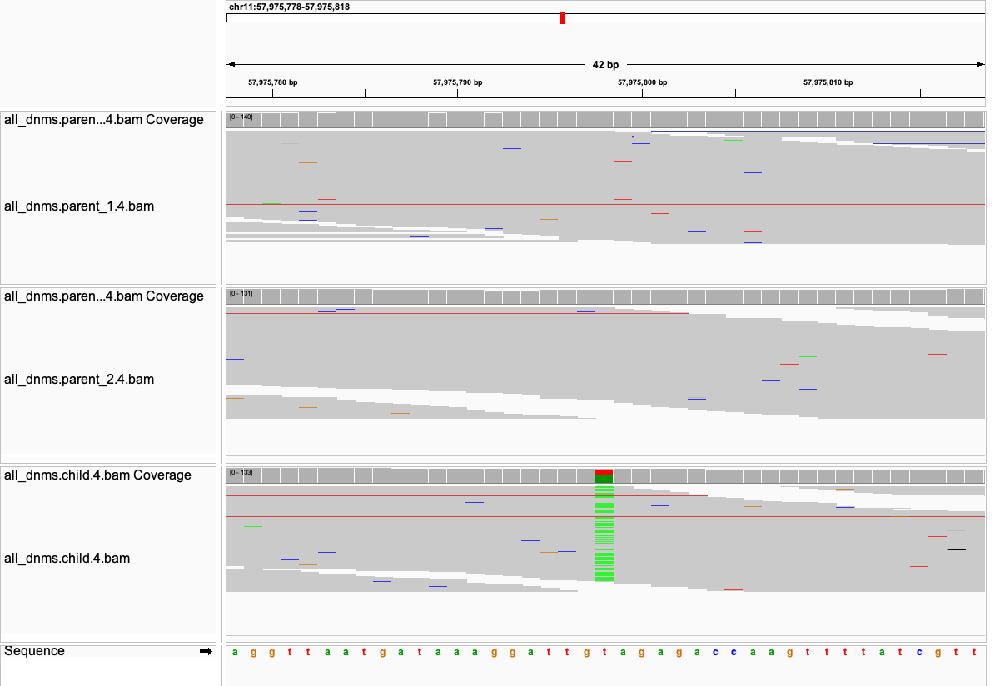 chr11:57,975,778-57,975,818
42 bp
57,975,780 bp 57,975,790 bp 57,975,800 bp 57,975,810 bp
all_dnms.paren...4.bam Coverage [0 - 140]
all_dnms.parent_1.4.bam
all_dnms.paren...4.bam Coverage [0 - 131]
all_dnms.parent_2.4.bam
all_dnms.child.4.bam Coverage [0 - 133]
all_dnms.child.4.bam
Sequence a g g t t a a t g a t a a a g g a t t g t a g a g a c c a a g t t t t a t c g t t